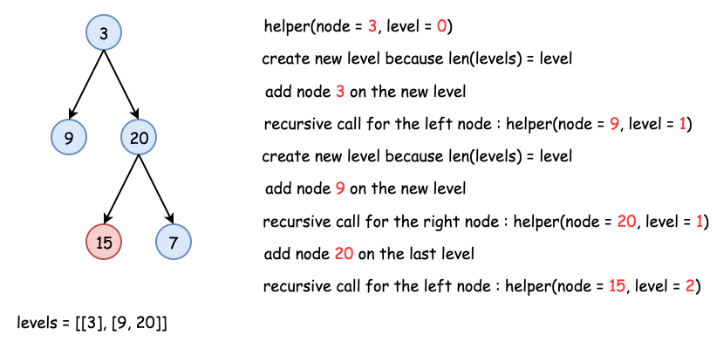 3
helper(node = 3, level = 0)
create new level because len(levels) = level
add node 3 on the new level
9
20
recursive call for the left node : helper(node = 9, level = 1)
create new level because len(levels) = level
add node 9 on the new level
recursive call for the right node : helper(node = 20, level = 1)
15
7
add node 20 on the last level
recursive call for the left node : helper(node = 15, level = 2)
levels = [[3], [9, 20]]